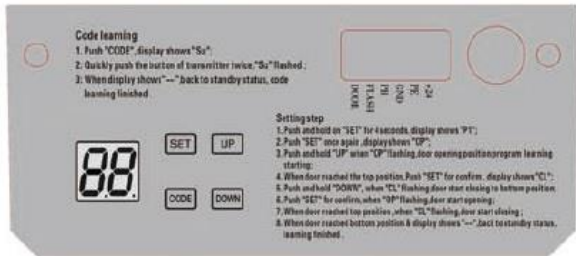 Code learning
1. Push "CODE", display shows "Su";
2. Quickly push the button of transmitter twice, "Su" flashed;
3. When display shows "---", back to standby status, code
learning finished.
DOOR
FLASH
PH
GND
PE
+24
88
SET
UP
CODE
DOWN
Setting step
1. Push and hold on "SET" for 4 seconds, display shows "P1";
2. Push "SET" once again, display shows "OP";
3. Push and hold "UP" when "OP" flashing, door opening position program learning
starting;
4. When door reached the top position, Push "SET" for confirm, display shows "CL";
5. Push and hold "DOWN", when "CL" flashing, door start closing to bottom position.
6. Push "SET" for confirm, when "OP" flashing, door start opening;
7. When door reached top position, when "CL" flashing, door start closing;
8. When door reached bottom position & display shows "---", bact to standby status,
learning finished.